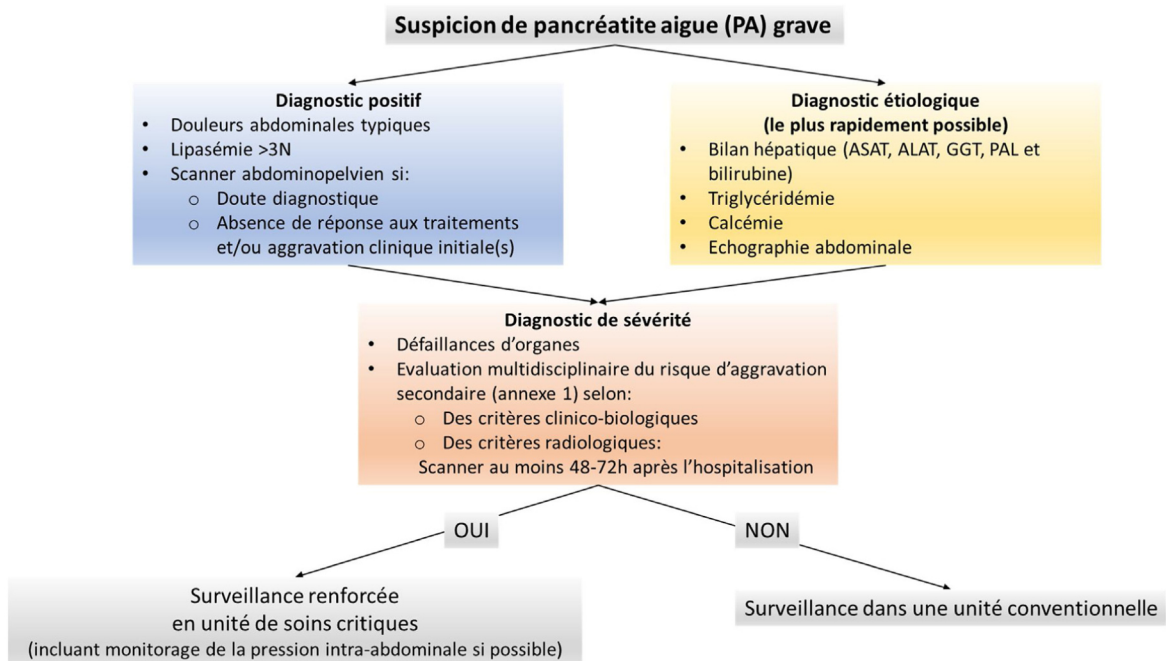 Suspicion de pancréatite aigue (PA) grave
Diagnostic positif
• Douleurs abdominales typiques
• Lipasémie >3N
• Scanner abdominopelvien si:
o Doute diagnostique
o Absence de réponse aux traitements
et/ou aggravation clinique initiale(s)
Diagnostic étiologique
(le plus rapidement possible)
• Bilan hépatique (ASAT, ALAT, GGT, PAL et
bilirubine)
• Triglycéridémie
• Calcémie
• Echographie abdominale
Diagnostic de sévérité
• Défaillances d’organes
• Evaluation multidisciplinaire du risque d’aggravation
secondaire (annexe 1) selon:
o Des critères clinico-biologiques
o Des critères radiologiques:
Scanner au moins 48-72h après l’hospitalisation
OUI
NON
Surveillance renforcée
en unité de soins critiques
(incluant monitorage de la pression intra-abdominale si possible)
Surveillance dans une unité conventionnelle